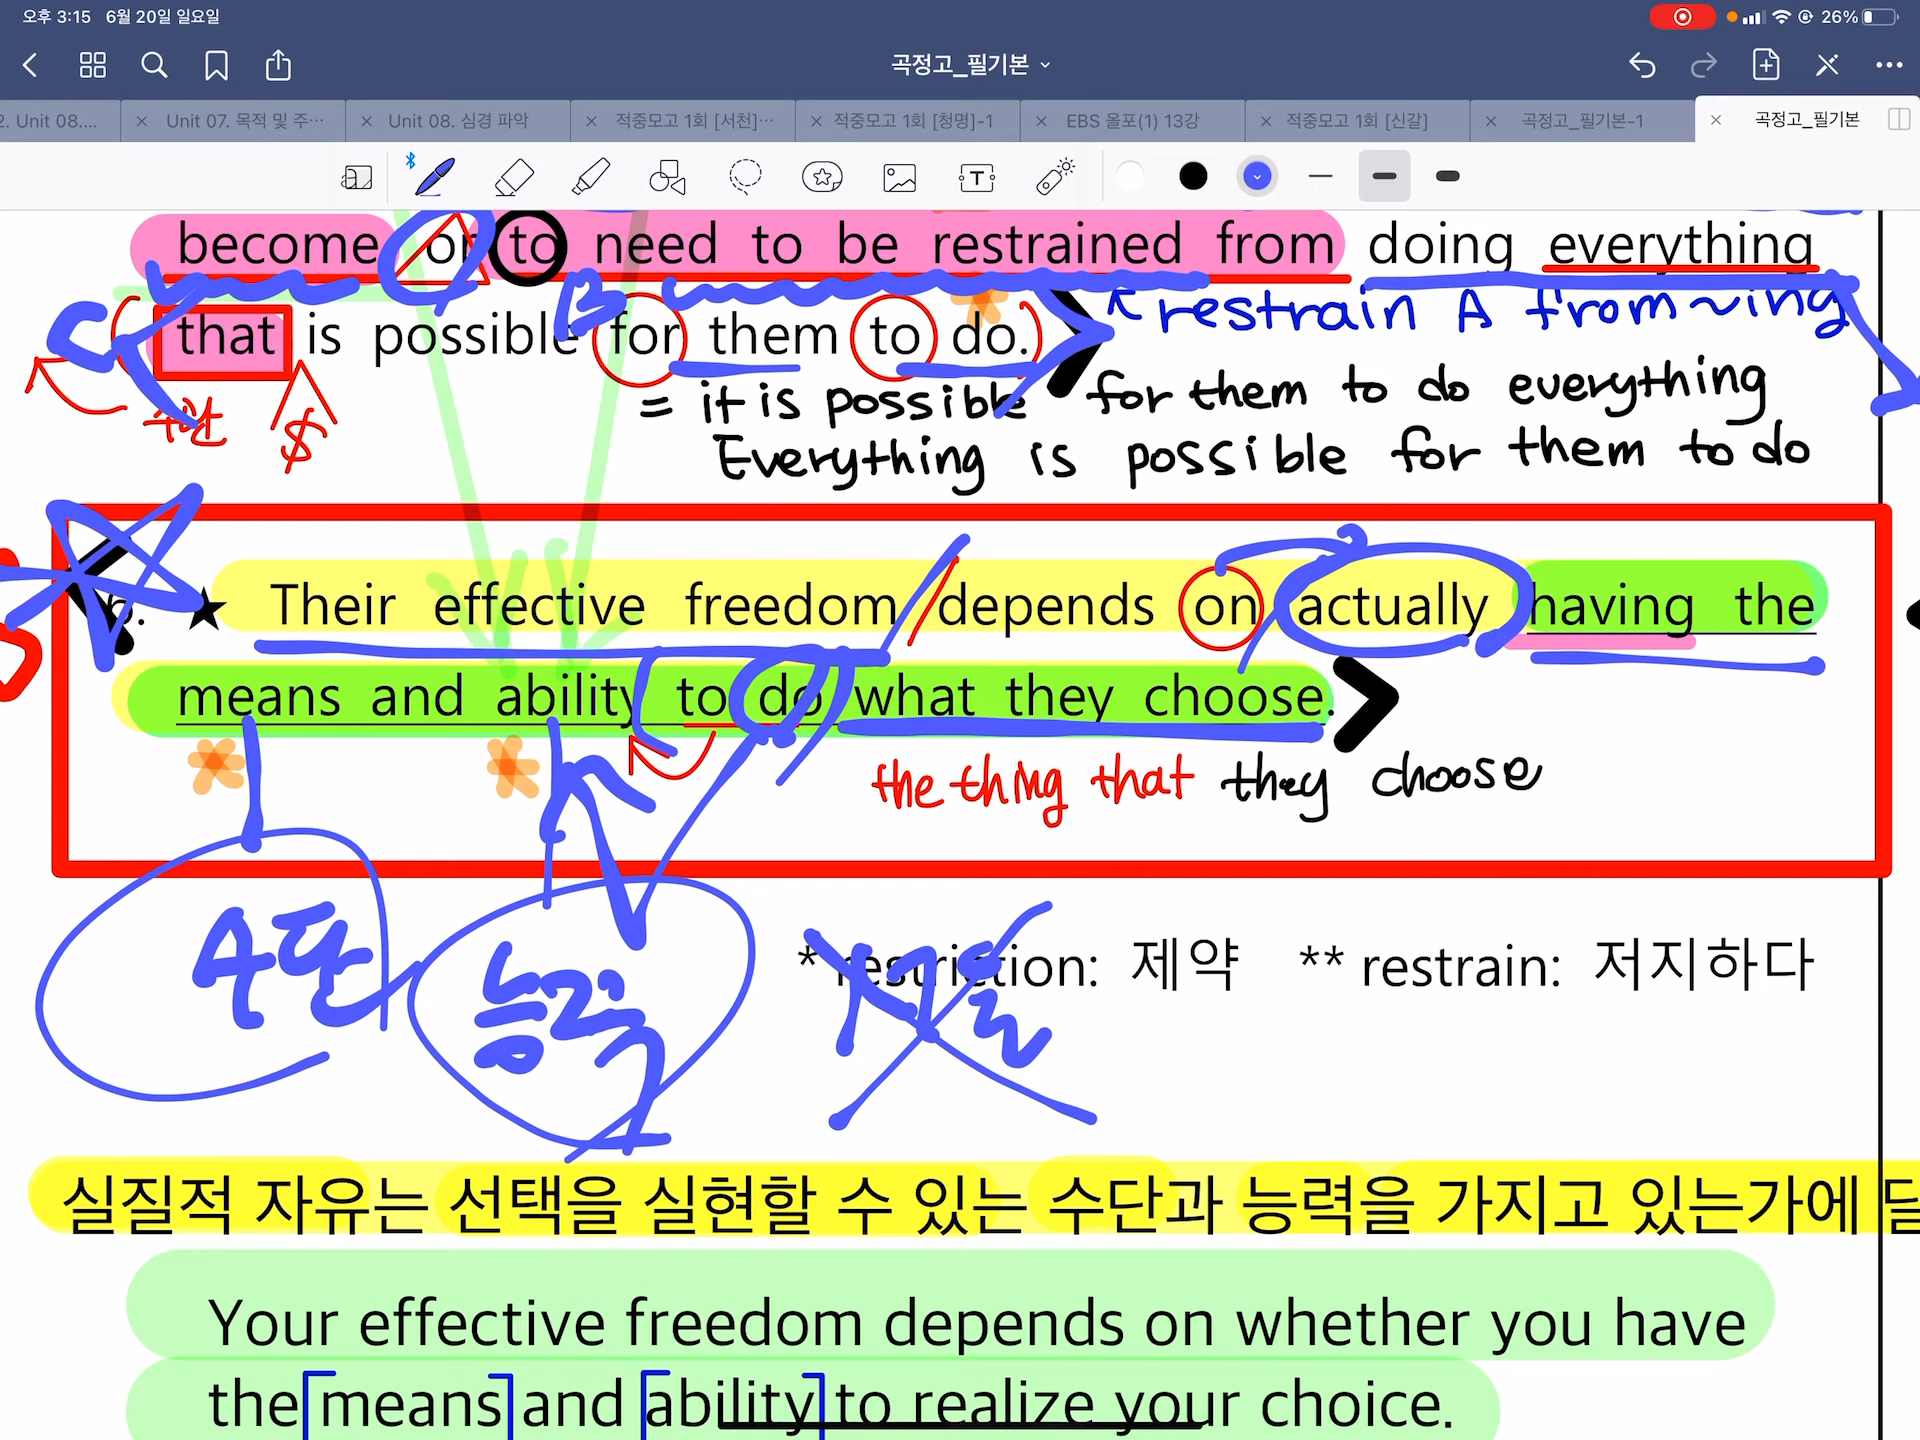 오후 3:15 6월 20일 일요일
26%
곡정고_필기본
2. Unit 08....
Unit 07. 목적 및 주…
Unit 08. 심경 파악
적중모고 1회 [서천]…
적중모고 1회 [청명]-1
EBS 올포(1) 13강
적중모고 1회 [신갈]
곡정고_필기본-1
곡정고_필기본
become or to need to be restrained from doing everything
that is possible for them to do.
restrain A from ~ing
= it is possible for them to do everything
Everything is possible for them to do
$
★ Their effective freedom depends on actually having the
means and ability to do what they choose.
the thing that they choose
수단
능력
* restriction: 제약 ** restrain: 저지하다
실질적 자유는 선택을 실현할 수 있는 수단과 능력을 가지고 있는가에 달
Your effective freedom depends on whether you have
the means and ability to realize your choice.